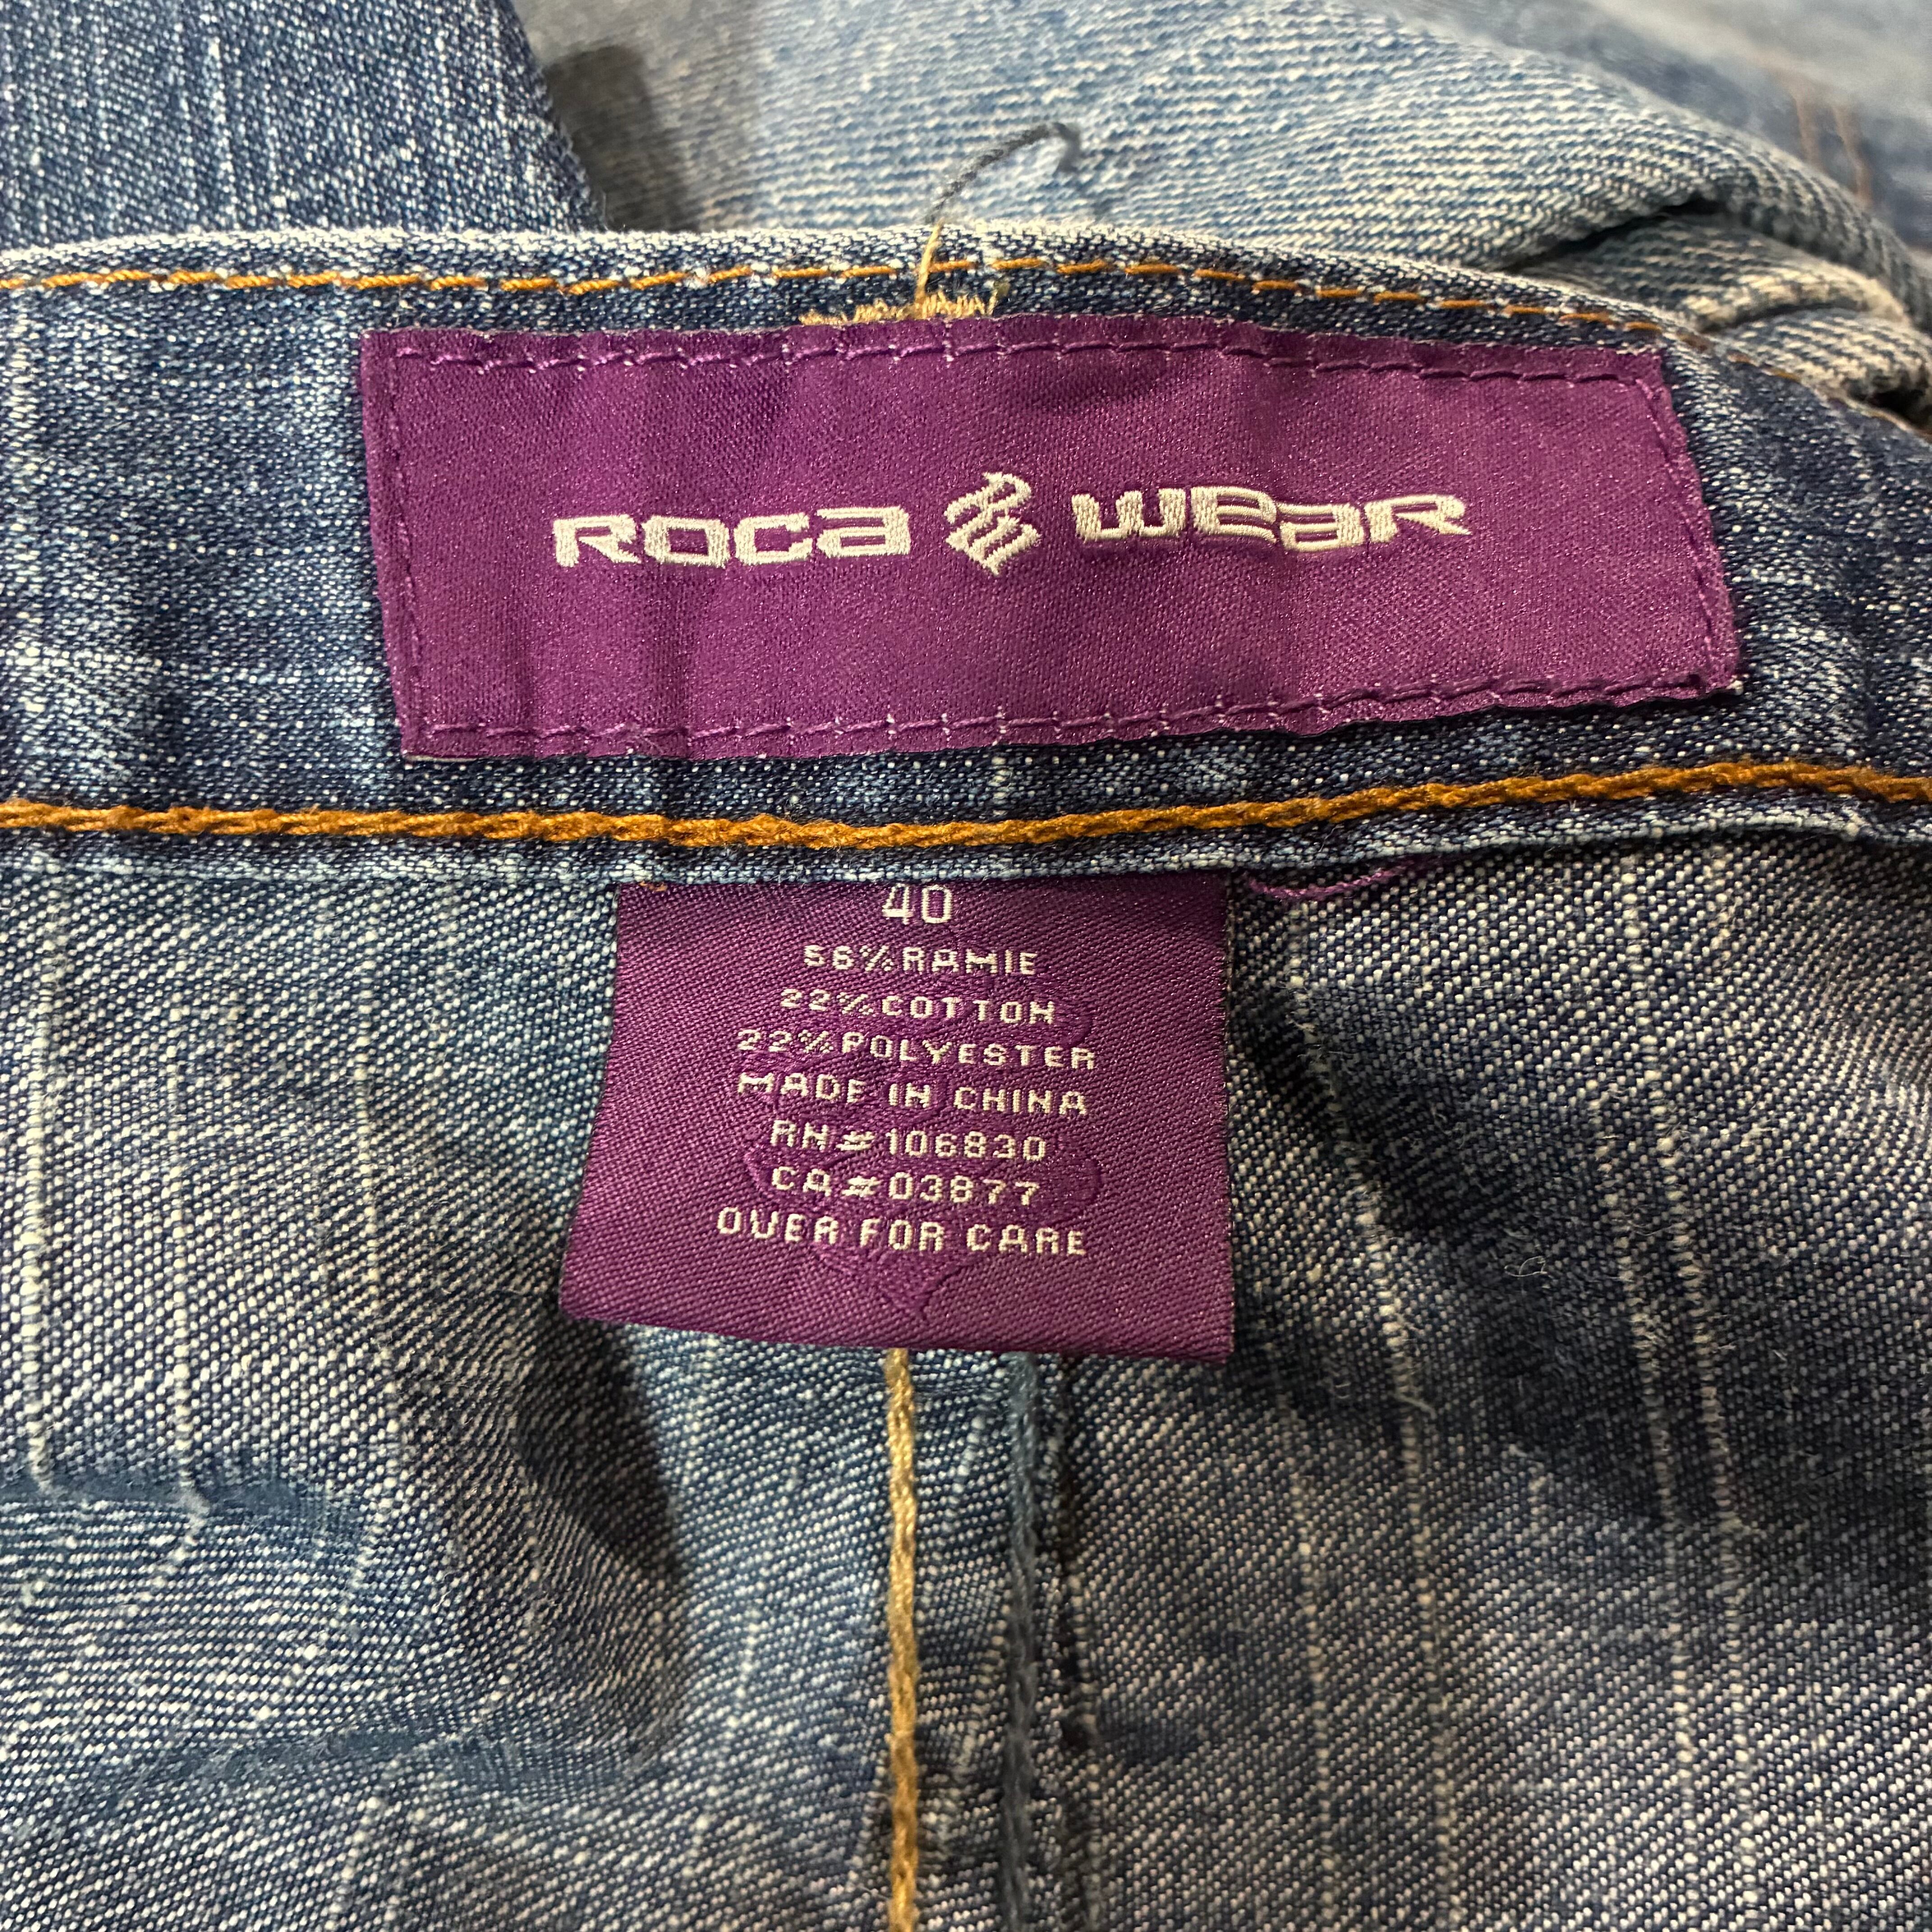 ROCA WEAR
40
56% RAMIE
22% COTTON
22% POLYESTER
MADE IN CHINA
RN#106830
CA#03877
OVER FOR CARE